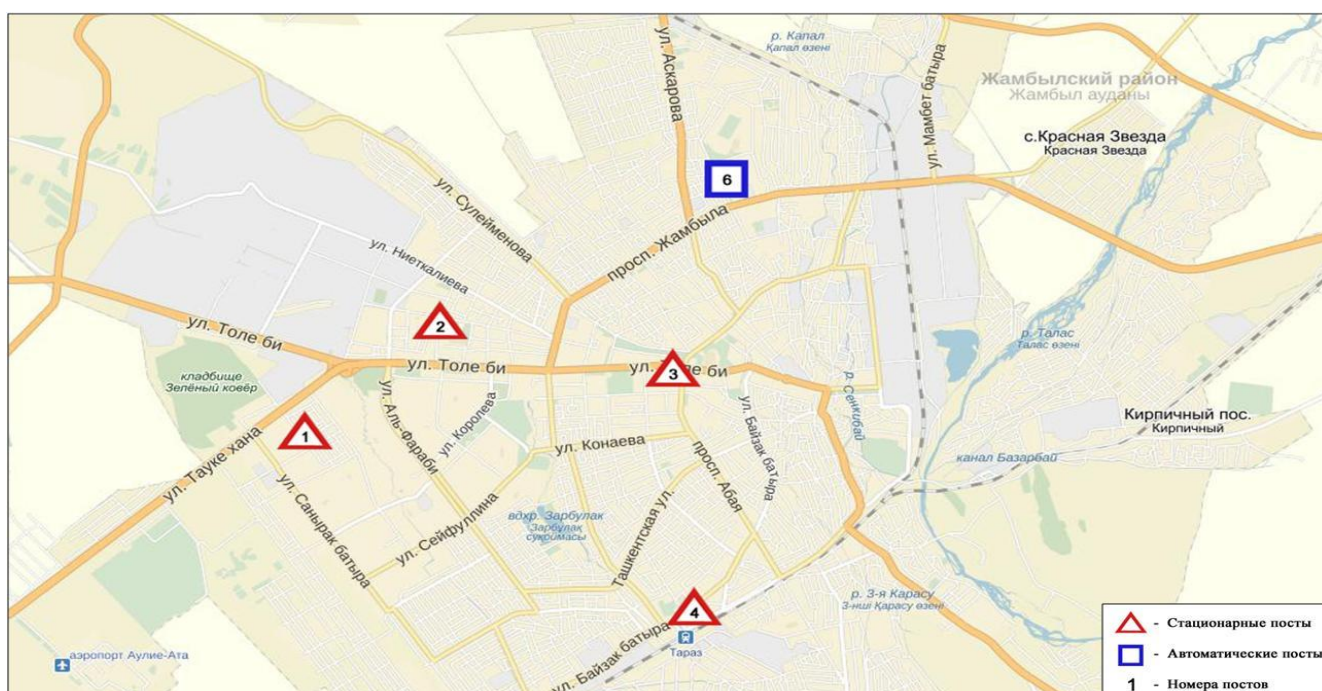 ул. Аскарова
р. Капал
Қапал өзені
ул. Мамбет батыра
Жамбылский район
Жамбыл ауданы
с.Красная Звезда
Красная Звезда
6
ул. Сулейменова
просп. Жамбыла
ул. Ниеткалиева
2
ул. Толе би
ул. Толе би
ул. Толе би
3
р. Талас
Талас өзені
кладбище
Зелёный ковёр
1
ул. Тауке хана
ул. Аль-Фараби
ул. Королева
ул. Конаева
просп. Абая
ул. Байзак батыра
р. Сенкибай
Кирпичный пос.
Кирпичный
канал Базарбай
ул. Санырак батыра
ул. Сейфуллина
вдхр. Зарбулак
Зарбулақ
суқоймасы
Ташкентская ул.
4
ул. Байзак батыра
Тараз
р. 3-я Карасу
3-нші Қарасу өзені
аэропорт Аулие-Ата
- Стационарные посты
- Автоматические посты
1 - Номера постов